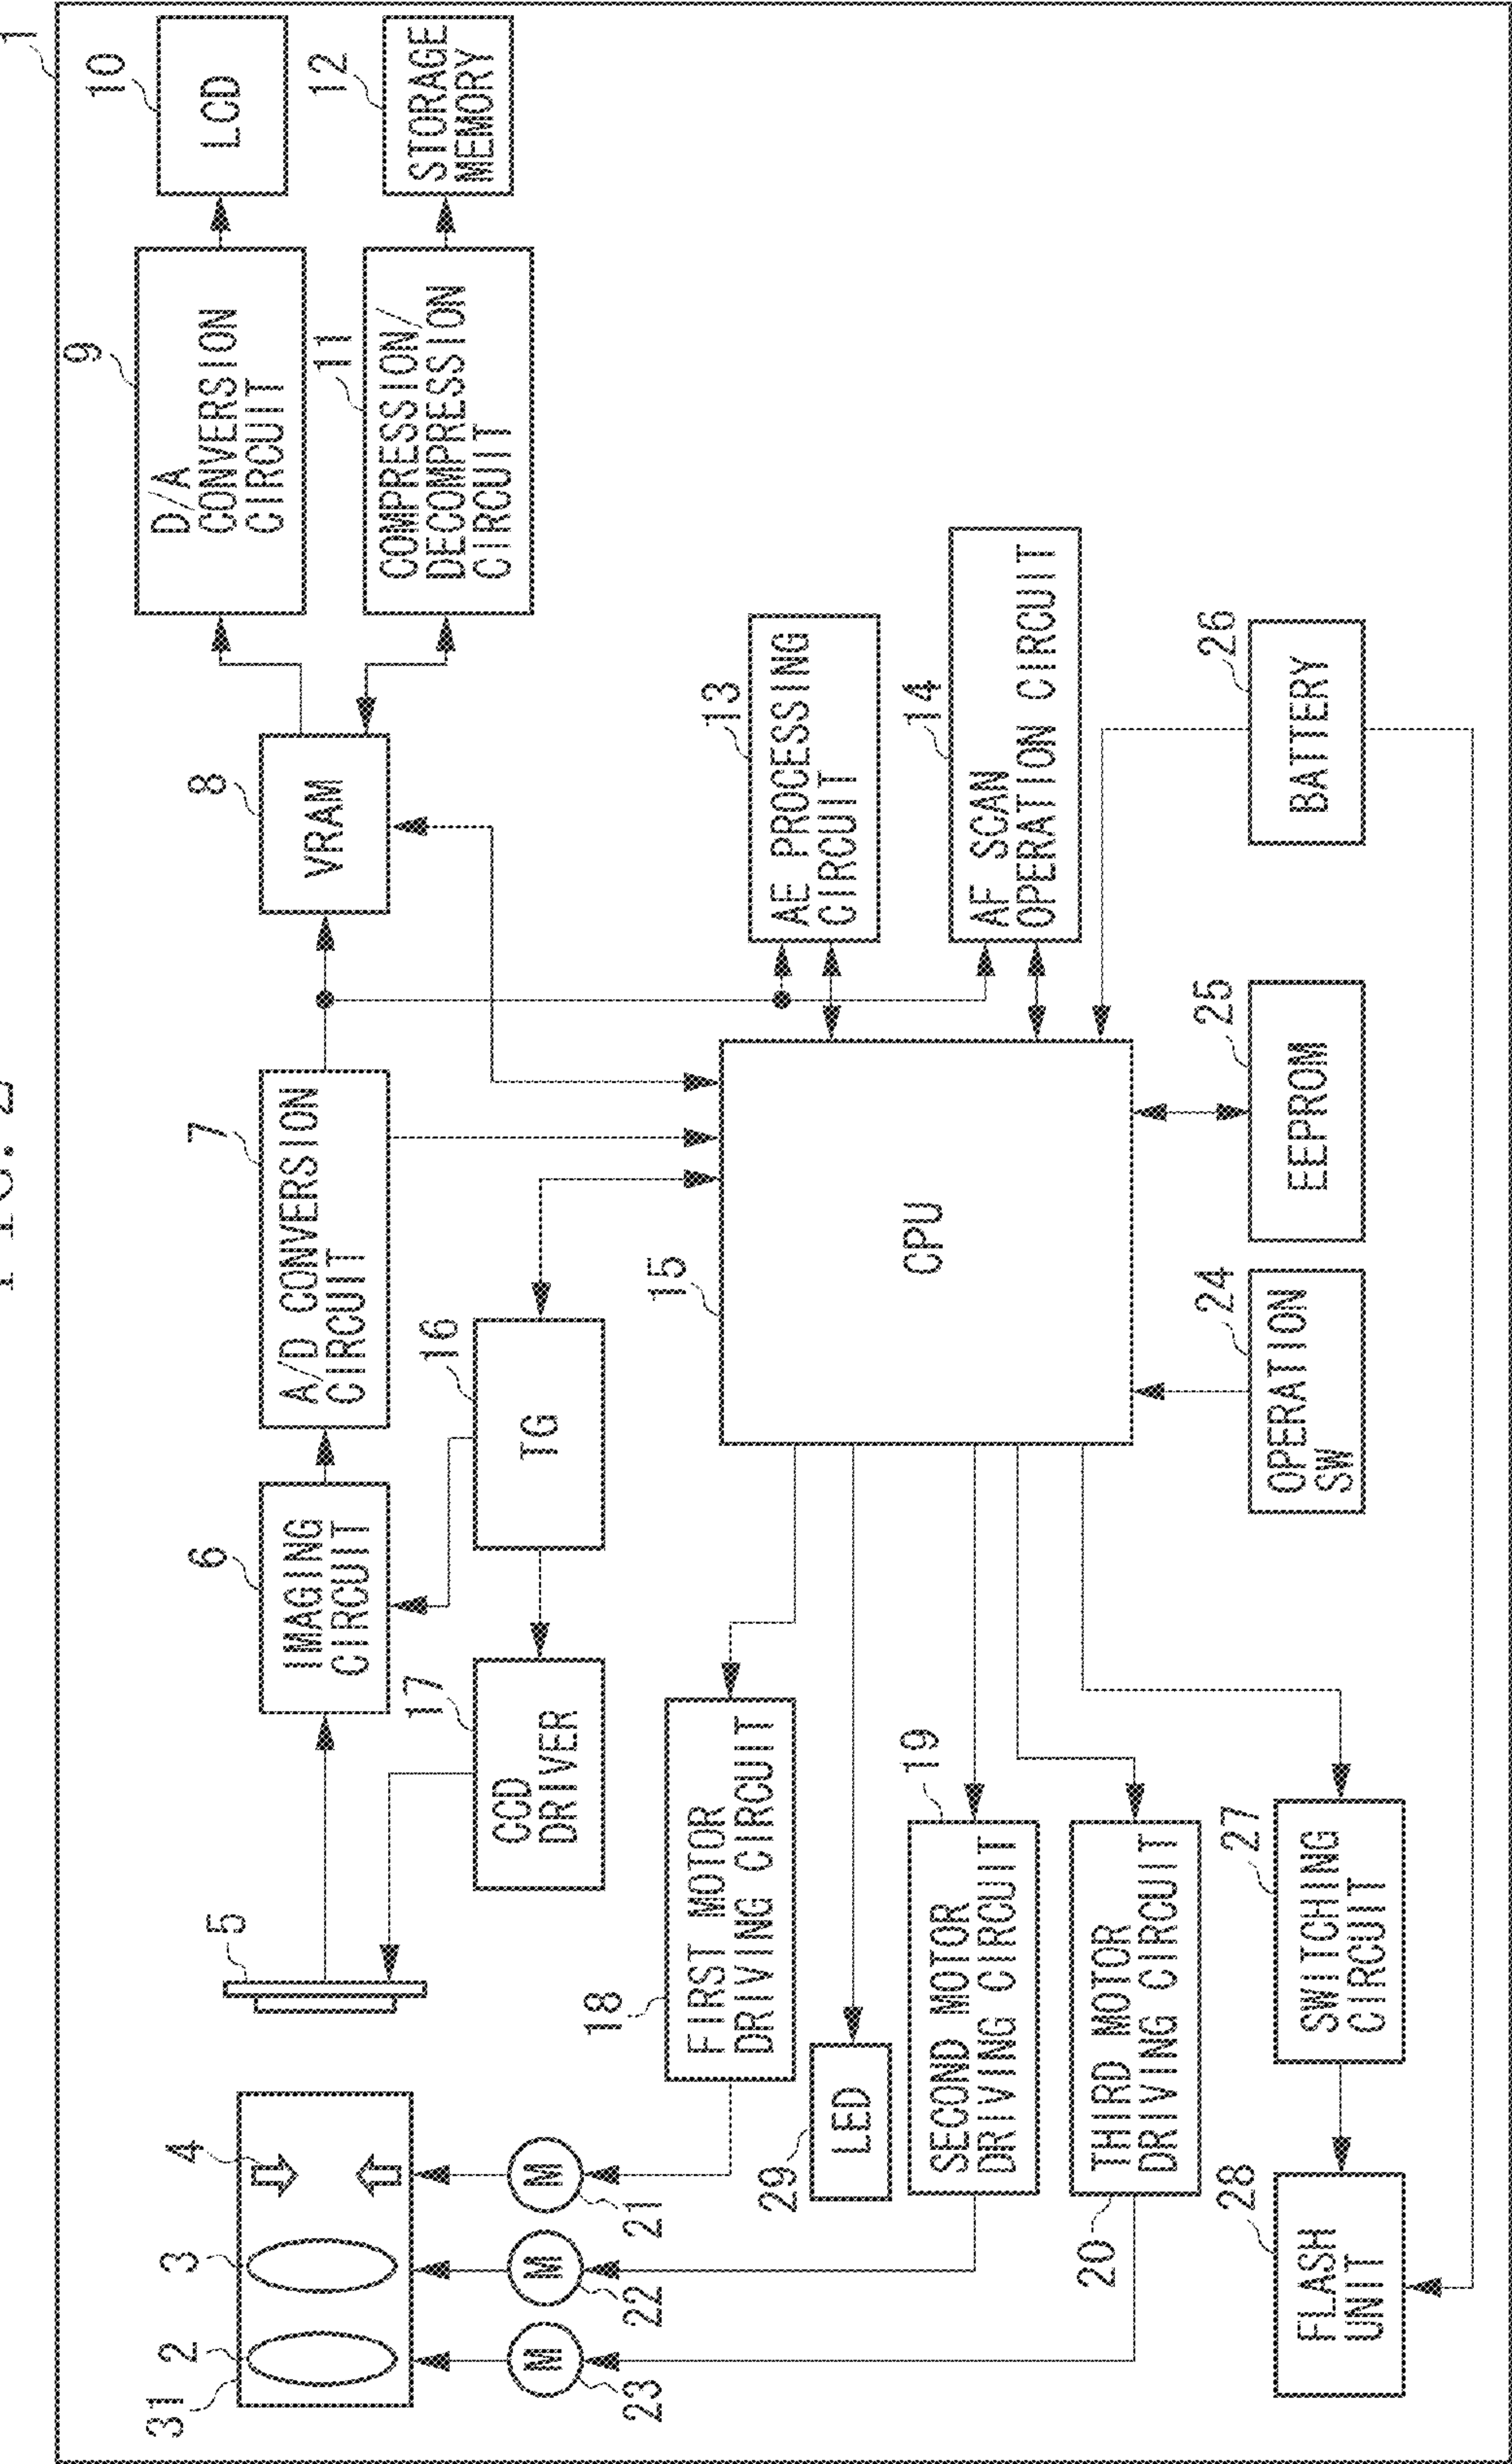 FIG. 2
1
31
2
3
4
5
6
IMAGING
CIRCUIT
7
A/D CONVERSION
CIRCUIT
8
VRAM
9
D/A
CONVERSION
CIRCUIT
10
LCD
11
COMPRESSION/
DECOMPRESSION
CIRCUIT
12
STORAGE
MEMORY
17
CCD
DRIVER
16
TG
M
21
M
22
M
23
18
FIRST MOTOR
DRIVING CIRCUIT
15
CPU
13
AE PROCESSING
CIRCUIT
14
AF SCAN
OPERATION CIRCUIT
29
LED
19
SECOND MOTOR
DRIVING CIRCUIT
20
THIRD MOTOR
DRIVING CIRCUIT
28
FLASH
UNIT
27
SWITCHING
CIRCUIT
24
OPERATION
SW
25
EEPROM
26
BATTERY